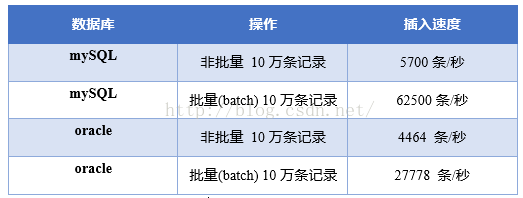 数据库 操作 插入速度
mySQL 非批量 10 万条记录 5700 条/秒
mySQL 批量(batch) 10 万条记录 62500 条/秒
http://blog.csdn.net/
oracle 非批量 10 万条记录 4464 条/秒
oracle 批量(batch) 10 万条记录 27778 条/秒